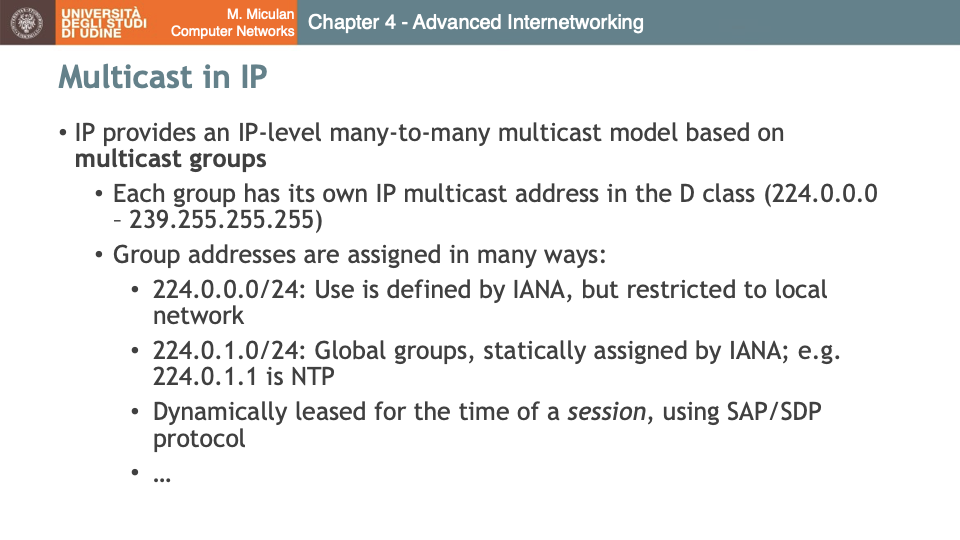 UNIVERSITÀ
DEGLI STUDI
DI UDINE
M. Miculan
Computer Networks
Chapter 4 - Advanced Internetworking
Multicast in IP
• IP provides an IP-level many-to-many multicast model based on
multicast groups
• Each group has its own IP multicast address in the D class (224.0.0.0
– 239.255.255.255)
• Group addresses are assigned in many ways:
• 224.0.0.0/24: Use is defined by IANA, but restricted to local
network
• 224.0.1.0/24: Global groups, statically assigned by IANA; e.g.
224.0.1.1 is NTP
• Dynamically leased for the time of a session, using SAP/SDP
protocol
• …